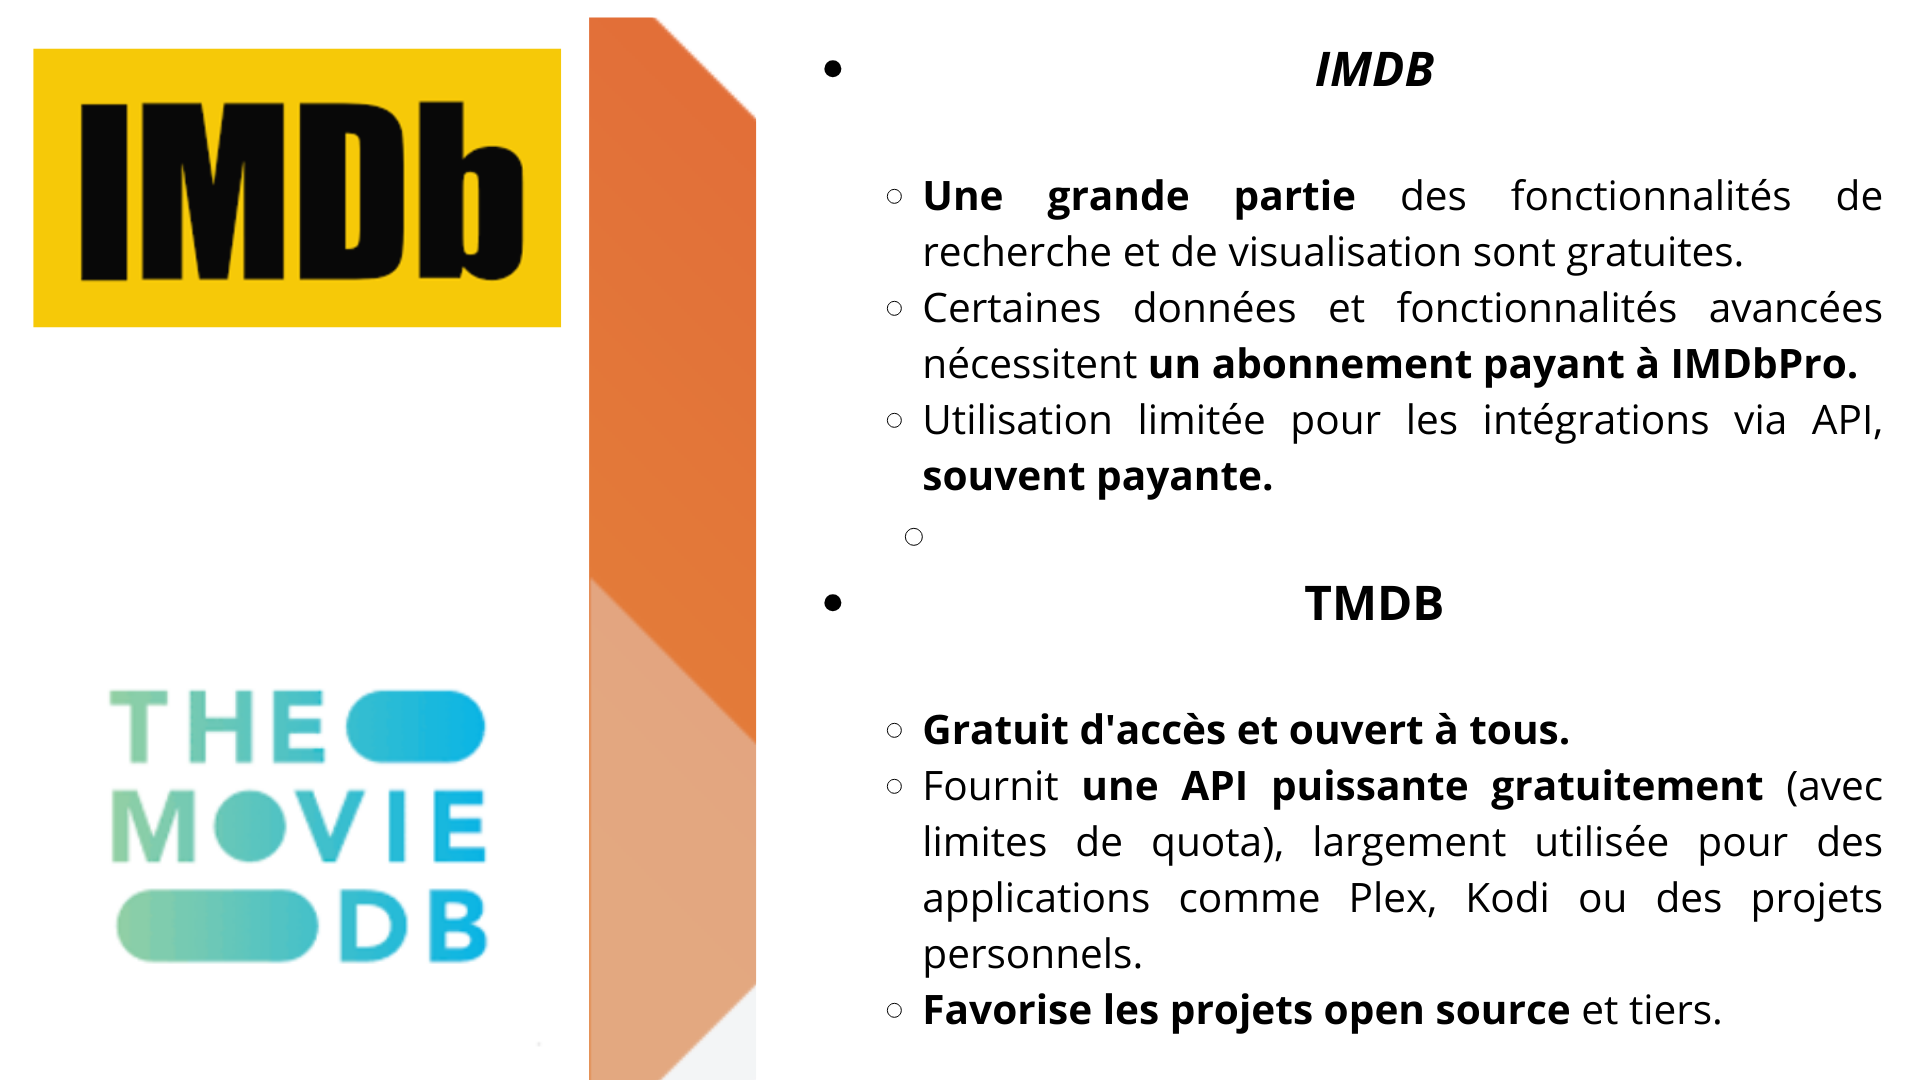 IMDb
THE
MOVIE
DB
IMDB
Une grande partie des fonctionnalités de
recherche et de visualisation sont gratuites.
Certaines données et fonctionnalités avancées
nécessitent un abonnement payant à IMDbPro.
Utilisation limitée pour les intégrations via API,
souvent payante.
TMDB
Gratuit d'accès et ouvert à tous.
Fournit une API puissante gratuitement (avec
limites de quota), largement utilisée pour des
applications comme Plex, Kodi ou des projets
personnels.
Favorise les projets open source et tiers.